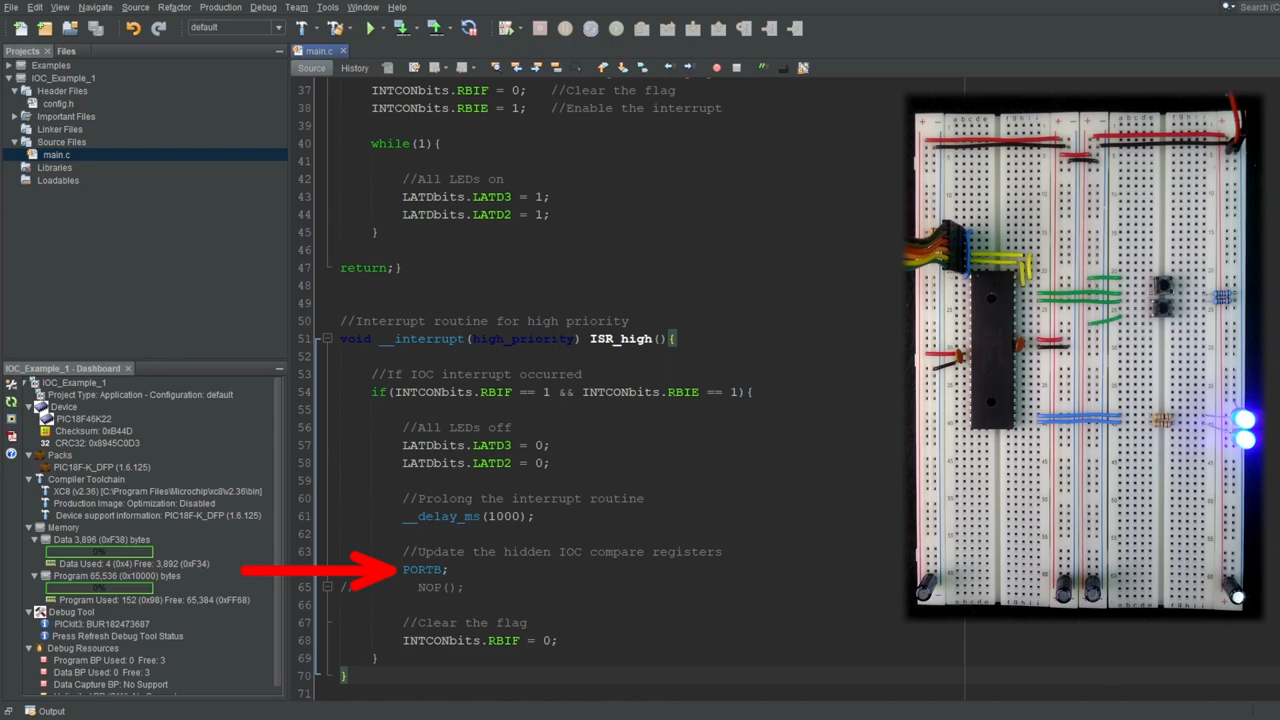 File Edit View Navigate Source Refactor Production Debug Team Tools Window Help
default
Projects Files
Examples
IOC_Example_1
Header Files
config.h
Important Files
Linker Files
Source Files
main.c
Libraries
Loadables
IOC_Example_1 - Dashboard
IOC_Example_1
Project Type: Application - Configuration: default
Device
PIC18F46K22
Checksum: 0xB44D
32 CRC32: 0x8945C0D3
Packs
PIC18F-K_DFP (1.6.125)
Compiler Toolchain
XC8 (v2.36) [C:\Program Files\Microchip\xc8\v2.36\bin]
Production Image: Optimization: Disabled
Device support information: PIC18F-K_DFP (1.6.125)
Memory
Data 3,896 (0xF38) bytes
0%
Data Used: 4 (0x4) Free: 3,892 (0xF34)
Program 65,536 (0x10000) bytes
0%
Program Used: 152 (0x98) Free: 65,384 (0xFF68)
Debug Tool
PICkit3: BUR182473687
Press Refresh Debug Tool Status
Debug Resources
Program BP Used: 0 Free: 3
Data BP Used: 0 Free: 3
Data Capture BP: No Support
Output
main.c
Source History
37 INTCONbits.RBIF = 0; //Clear the flag
38 INTCONbits.RBIE = 1; //Enable the interrupt
39
40 while(1){
41
42 //All LEDs on
43 LATDbits.LATD3 = 1;
44 LATDbits.LATD2 = 1;
45 }
46
47 return;}
48
49
50 //Interrupt routine for high priority
51 void __interrupt(high_priority) ISR_high(){
52
53 //If IOC interrupt occurred
54 if(INTCONbits.RBIF == 1 && INTCONbits.RBIE == 1){
55
56 //All LEDs off
57 LATDbits.LATD3 = 0;
58 LATDbits.LATD2 = 0;
59
60 //Prolong the interrupt routine
61 __delay_ms(1000);
62
63 //Update the hidden IOC compare registers
PORTB;
65 // NOP();
66
67 //Clear the flag
68 INTCONbits.RBIF = 0;
69 }
70 }
71
Search (C